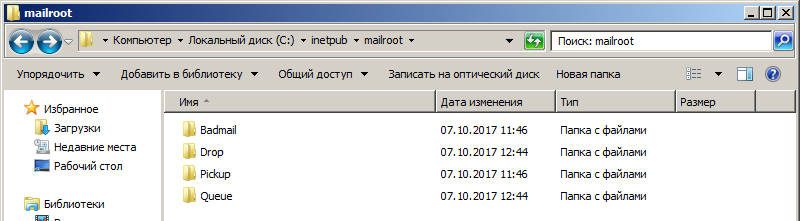 mailroot
Компьютер Локальный диск (C:) inetpub mailroot Поиск: mailroot
Упорядочить Добавить в библиотеку Общий доступ Записать на оптический диск Новая папка
Избранное
Загрузки
Недавние места
Рабочий стол
Библиотеки
Имя Дата изменения Тип Размер
Badmail 07.10.2017 11:46 Папка с файлами
Drop 07.10.2017 12:44 Папка с файлами
Pickup 07.10.2017 11:46 Папка с файлами
Queue 07.10.2017 12:44 Папка с файлами